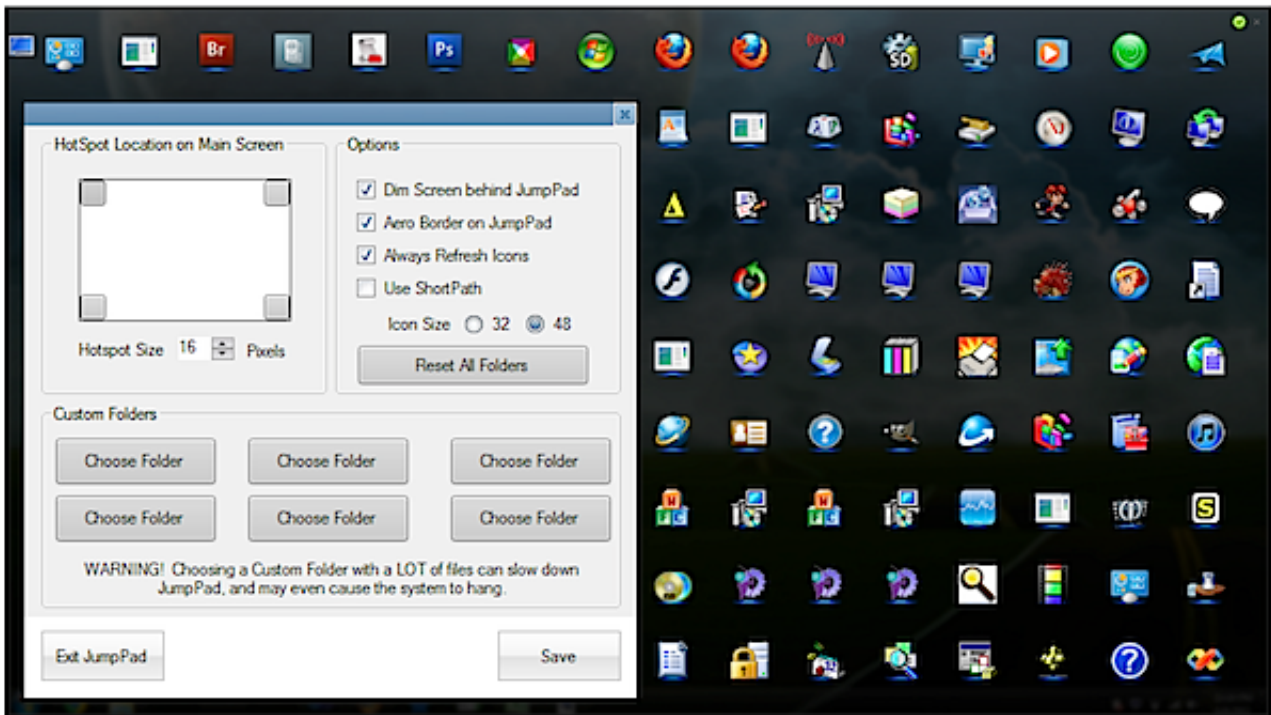 Br
Ps
SD
HotSpot Location on Main Screen
Options
Dim Screen behind JumpPad
Aero Border on JumpPad
Always Refresh Icons
Use ShortPath
Icon Size 32 48
Hotspot Size 16 Pixels
Reset All Folders
Custom Folders
Choose Folder Choose Folder Choose Folder
Choose Folder Choose Folder Choose Folder
WARNING! Choosing a Custom Folder with a LOT of files can slow down
JumpPad, and may even cause the system to hang.
Exit JumpPad Save
S